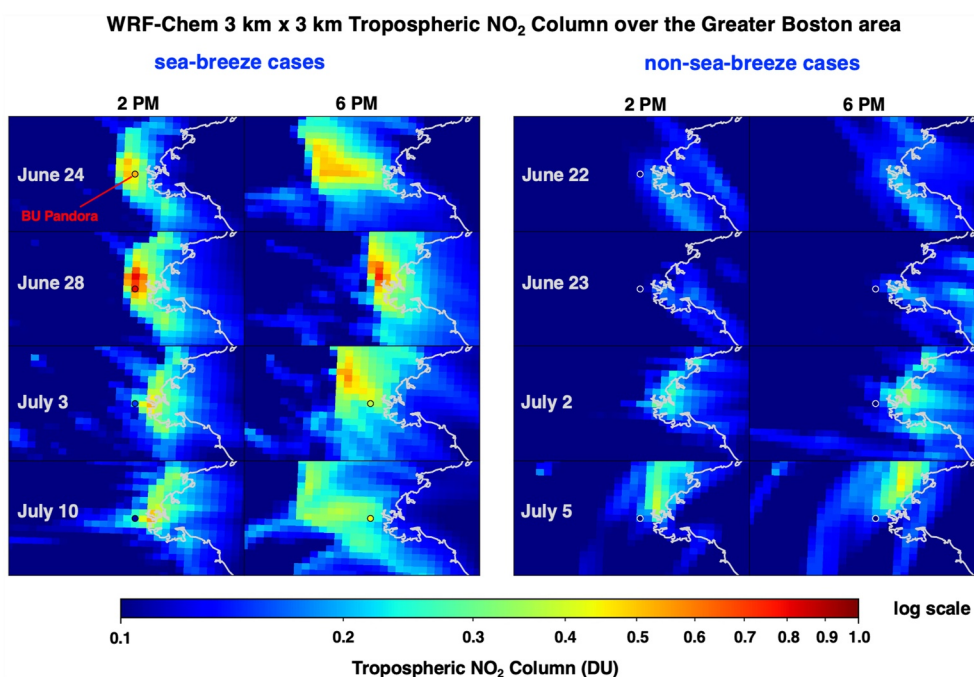 WRF-Chem 3 km x 3 km Tropospheric NO₂ Column over the Greater Boston area
sea-breeze cases
non-sea-breeze cases
2 PM
6 PM
2 PM
6 PM
June 24
BU Pandora
June 22
June 28
June 23
July 3
July 2
July 10
July 5
log scale
0.1 0.2 0.3 0.4 0.5 0.6 0.7 0.8 0.9 1.0
Tropospheric NO₂ Column (DU)